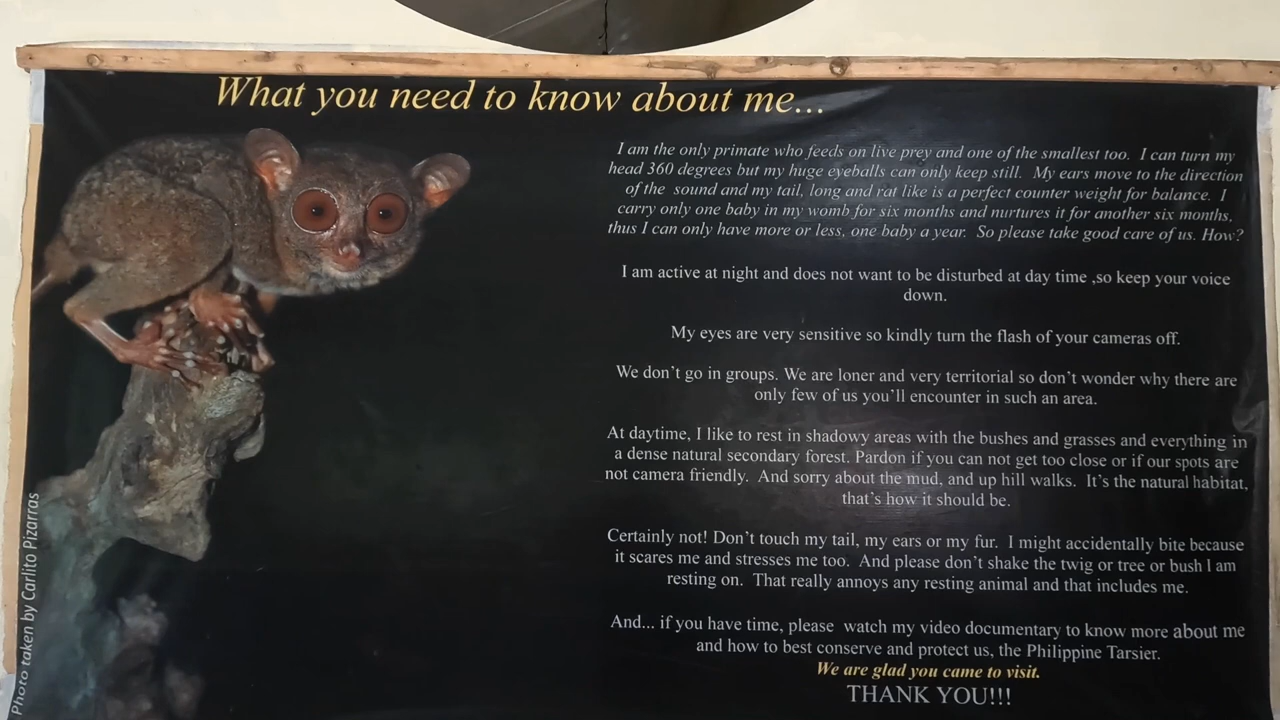 What you need to know about me...
I am the only primate who feeds on live prey and one of the smallest too. I can turn my
head 360 degrees but my huge eyeballs can only keep still. My ears move to the direction
of the sound and my tail, long and rat like is a perfect counter weight for balance. I
carry only one baby in my womb for six months and nurtures it for another six months,
thus I can only have more or less, one baby a year. So please take good care of us. How?
I am active at night and does not want to be disturbed at day time ,so keep your voice
down.
My eyes are very sensitive so kindly turn the flash of your cameras off.
We don't go in groups. We are loner and very territorial so don't wonder why there are
only few of us you'll encounter in such an area.
At daytime, I like to rest in shadowy areas with the bushes and grasses and everything in
a dense natural secondary forest. Pardon if you can not get too close or if our spots are
not camera friendly. And sorry about the mud, and up hill walks. It's the natural habitat,
that's how it should be.
Certainly not! Don't touch my tail, my ears or my fur. I might accidentally bite because
it scares me and stresses me too. And please don't shake the twig or tree or bush I am
resting on. That really annoys any resting animal and that includes me.
And... if you have time, please watch my video documentary to know more about me
and how to best conserve and protect us, the Philippine Tarsier.
We are glad you came to visit.
THANK YOU!!!
Photo taken by Carlito Pizarras